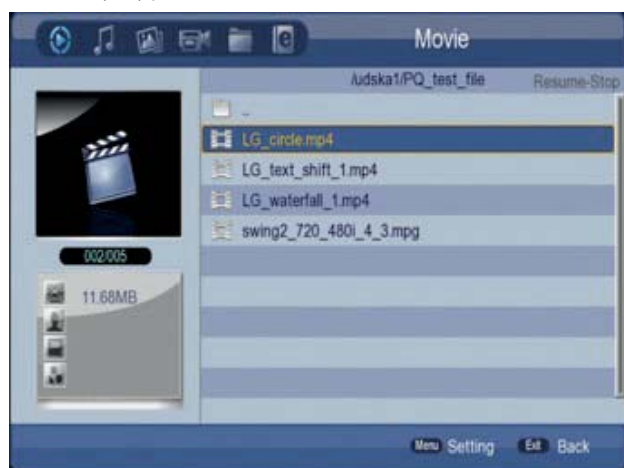 Movie
/udska1/PQ_test_file Resume-Stop
..
LG_circle.mp4
LG_text_shift_1.mp4
LG_waterfall_1.mp4
swing2_720_480i_4_3.mpg
002/005
11.68MB
Menu Setting Exit Back